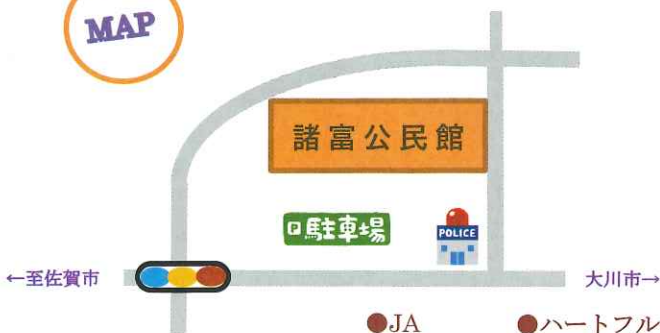 MAP
諸富公民館
P駐車場
POLICE
←至佐賀市
大川市→
●JA
●ハートフル